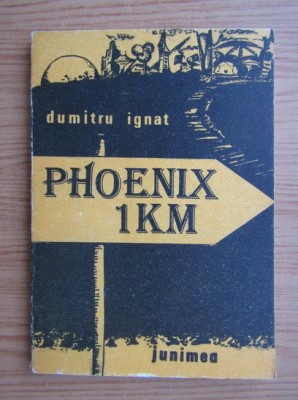 dumitru ignat
PHOENIX
1KM
junimea